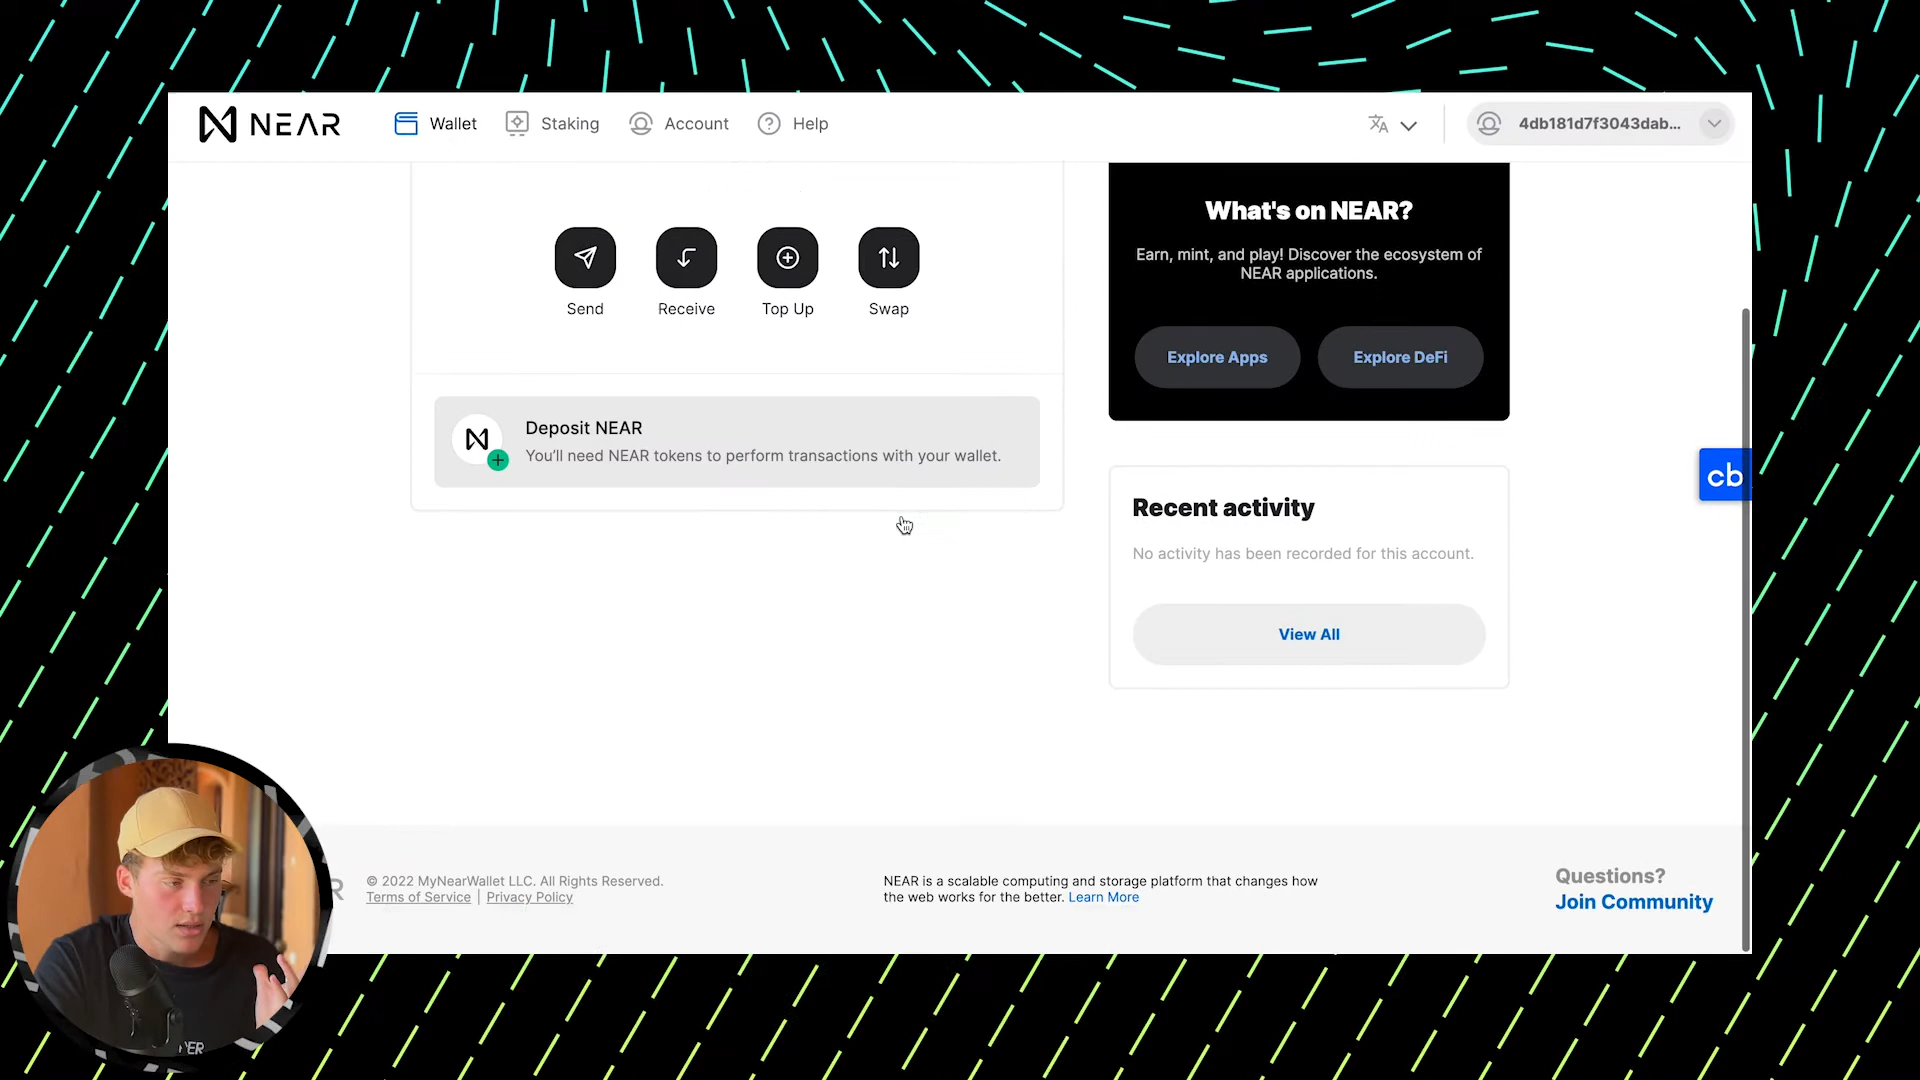 NEAR
Wallet
Staking
Account
Help
4db181d7f3043dab...
Send
Receive
Top Up
Swap
Deposit NEAR
You'll need NEAR tokens to perform transactions with your wallet.
What's on NEAR?
Earn, mint, and play! Discover the ecosystem of
NEAR applications.
Explore Apps
Explore DeFi
cb
Recent activity
No activity has been recorded for this account.
View All
© 2022 MyNearWallet LLC. All Rights Reserved.
Terms of Service | Privacy Policy
NEAR is a scalable computing and storage platform that changes how
the web works for the better. Learn More
Questions?
Join Community